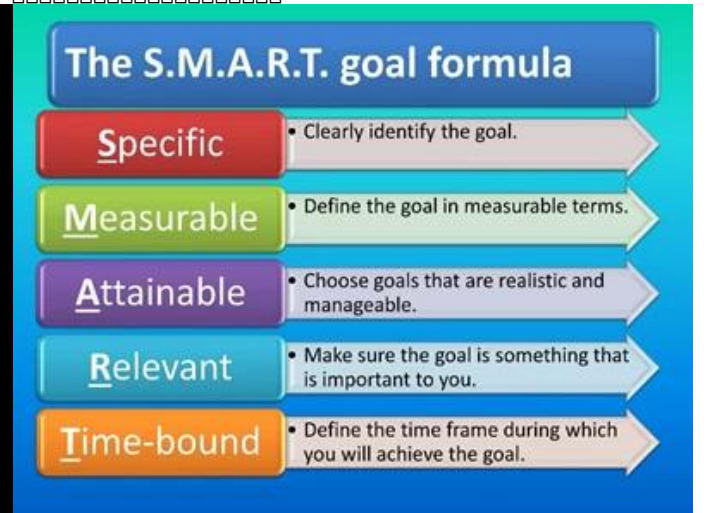 The S.M.A.R.T. goal formula
Specific
• Clearly identify the goal.
Measurable
• Define the goal in measurable terms.
Attainable
• Choose goals that are realistic and
manageable.
Relevant
• Make sure the goal is something that
is important to you.
Time-bound
• Define the time frame during which
you will achieve the goal.